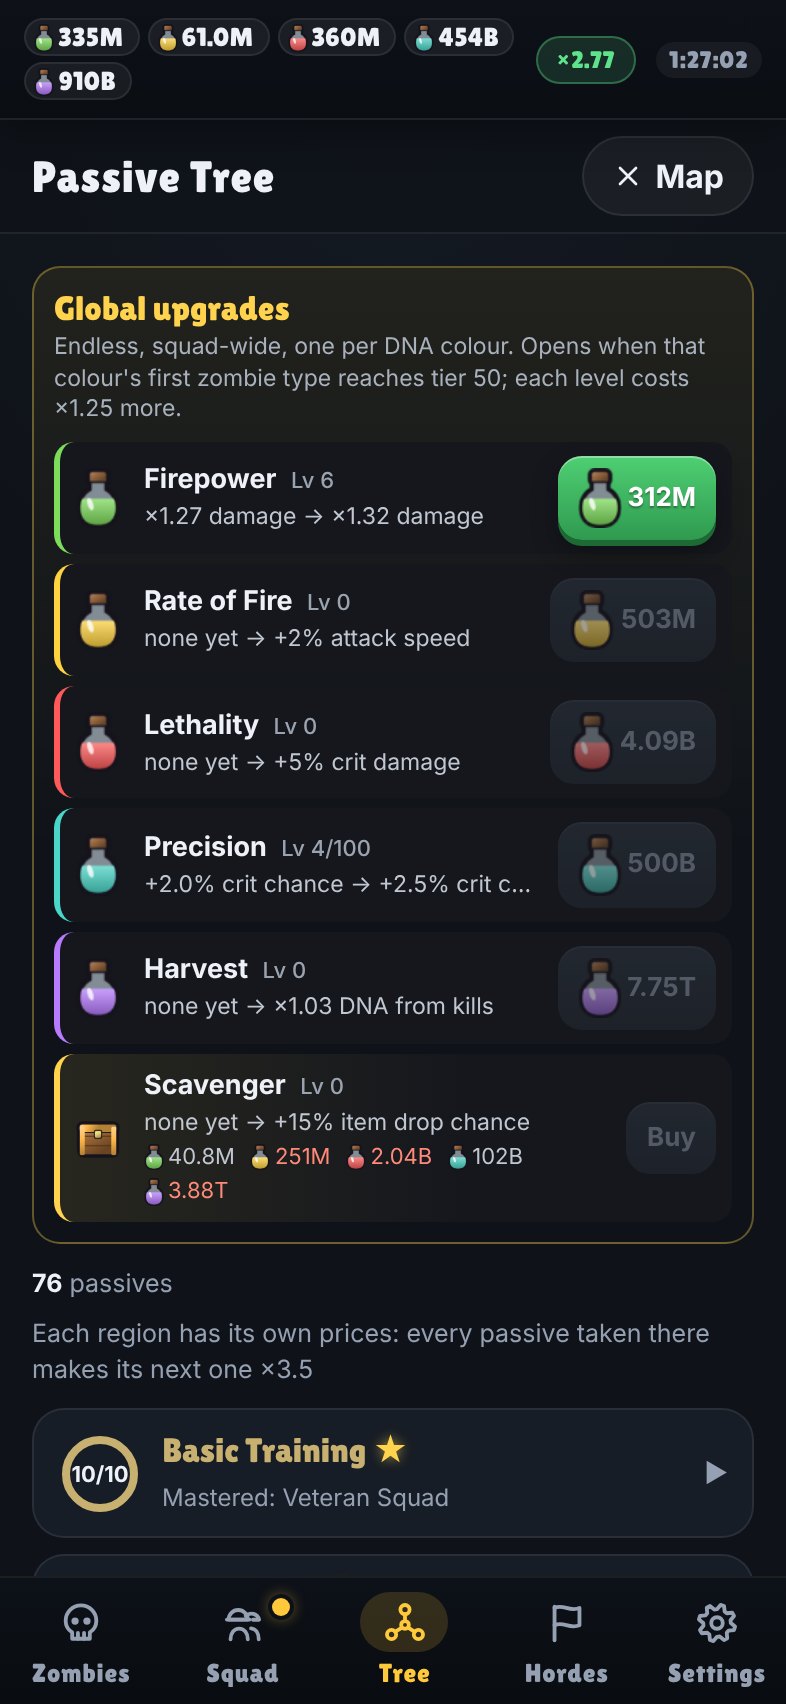 335M 61.0M 360M 454B
910B
×2.77 1:27:02
Passive Tree
× Map
Global upgrades
Endless, squad-wide, one per DNA colour. Opens when that
colour's first zombie type reaches tier 50; each level costs
×1.25 more.
Firepower Lv 6
×1.27 damage → ×1.32 damage
312M
Rate of Fire Lv 0
none yet → +2% attack speed
503M
Lethality Lv 0
none yet → +5% crit damage
4.09B
Precision Lv 4/100
+2.0% crit chance → +2.5% crit c...
500B
Harvest Lv 0
none yet → ×1.03 DNA from kills
7.75T
Scavenger Lv 0
none yet → +15% item drop chance
40.8M 251M 2.04B 102B
3.88T
Buy
76 passives
Each region has its own prices: every passive taken there
makes its next one ×3.5
10/10
Basic Training
Mastered: Veteran Squad
Zombies Squad Tree Hordes Settings